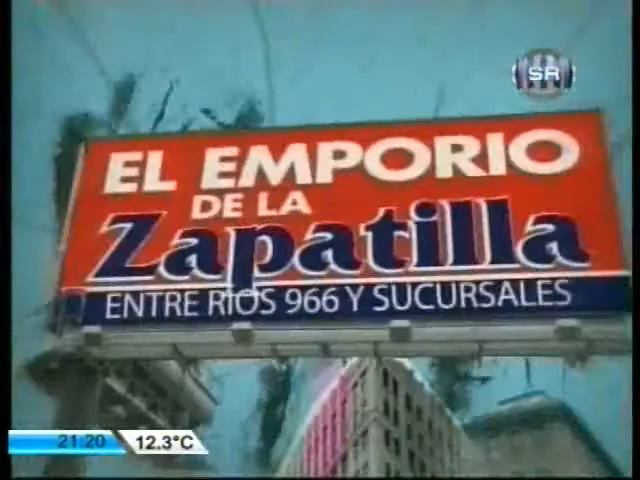 SR
EL EMPORIO
DE LA
Zapatilla
ENTRE RIOS 966 Y SUCURSALES
21:20 12.3°C